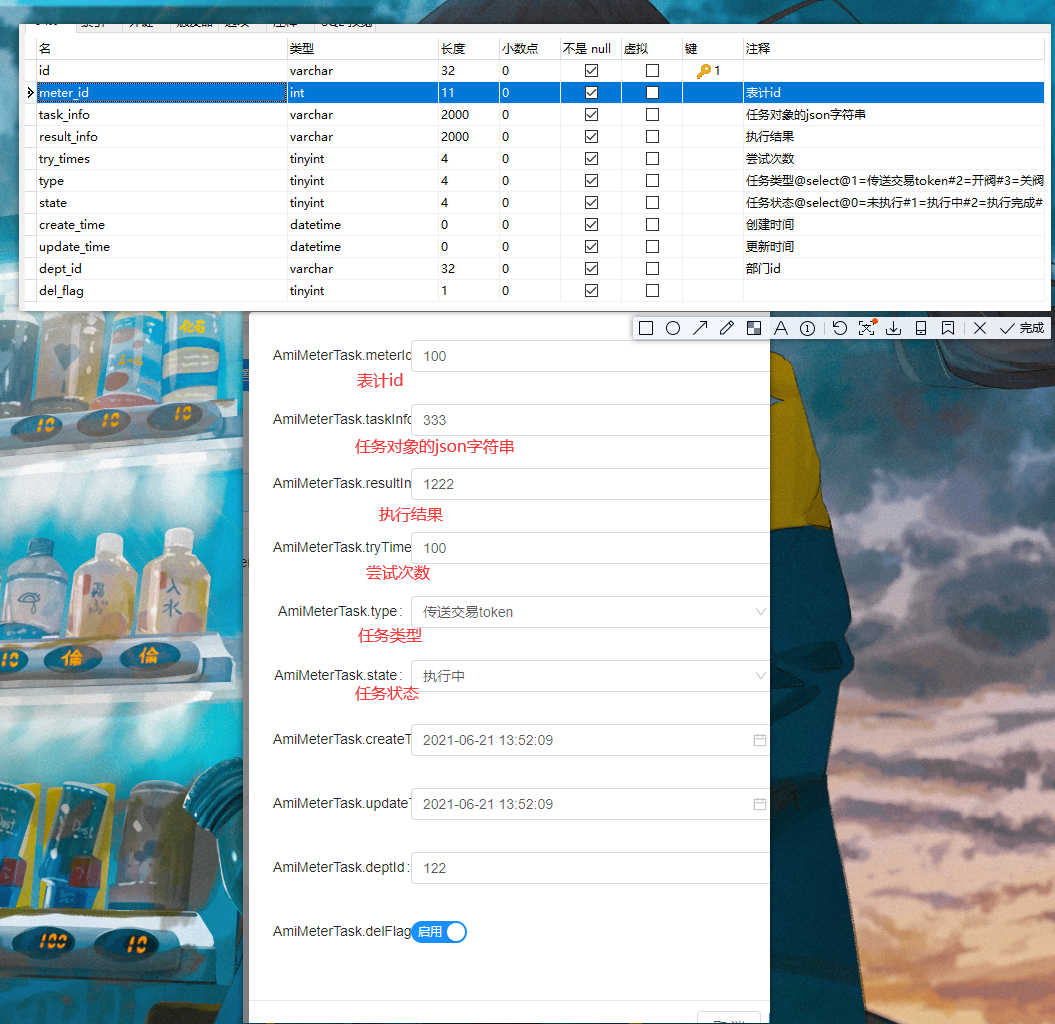 名 类型 长度 小数点 不是 null 虚拟 键 注释
id varchar 32 0 1
meter_id int 11 0 表计id
task_info varchar 2000 0 任务对象的json字符串
result_info varchar 2000 0 执行结果
try_times tinyint 4 0 尝试次数
type tinyint 4 0 任务类型@select@1=传送交易token#2=开阀#3=关阀
state tinyint 4 0 任务状态@select@0=未执行#1=执行中#2=执行完成#
create_time datetime 0 0 创建时间
update_time datetime 0 0 更新时间
dept_id varchar 32 0 部门id
del_flag tinyint 1 0
完成
AmiMeterTask.meterId 100
表计id
AmiMeterTask.taskInfo 333
任务对象的json字符串
AmiMeterTask.resultIn 1222
执行结果
AmiMeterTask.tryTime 100
尝试次数
AmiMeterTask.type: 传送交易token
任务类型
AmiMeterTask.state: 执行中
任务状态
AmiMeterTask.createT 2021-06-21 13:52:09
AmiMeterTask.updateT 2021-06-21 13:52:09
AmiMeterTask.deptId: 122
AmiMeterTask.delFlag 启用
10 10 10
入水
10 倫 倫
100 10